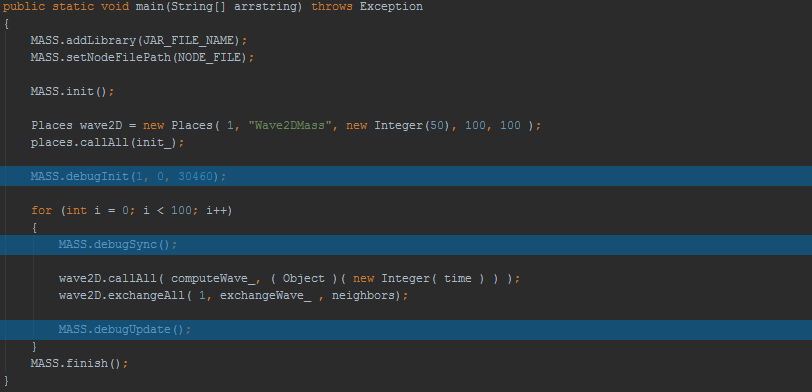 public static void main(String[] arrstring) throws Exception
{
MASS.addLibrary(JAR_FILE_NAME);
MASS.setNodeFilePath(NODE_FILE);
MASS.init();
Places wave2D = new Places( 1, "Wave2DMass", new Integer(50), 100, 100 );
places.callAll(init_);
MASS.debugInit(1, 0, 30460);
for (int i = 0; i < 100; i++)
{
MASS.debugSync();
wave2D.callAll( computeWave_, ( Object )( new Integer( time ) ) );
wave2D.exchangeAll( 1, exchangeWave_ , neighbors);
MASS.debugUpdate();
}
MASS.finish();
}